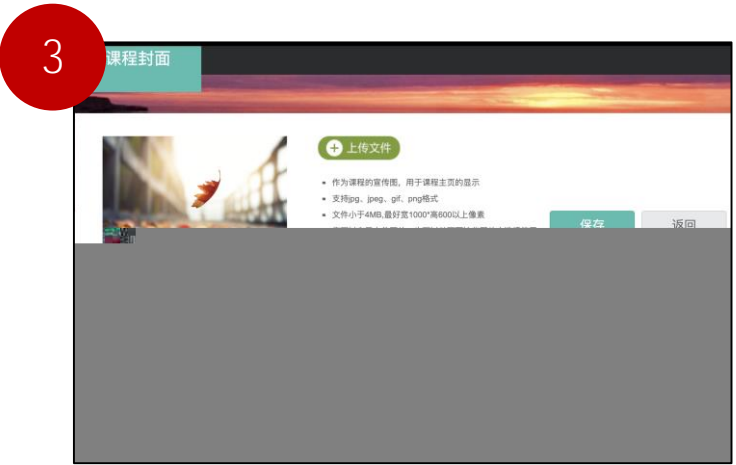 3
课程封面
上传文件
作为课程的宣传图，用于课程主页的显示
支持jpg、jpeg、gif、png格式
文件小于4MB,最好宽1000*高600以上像素
保存
返回